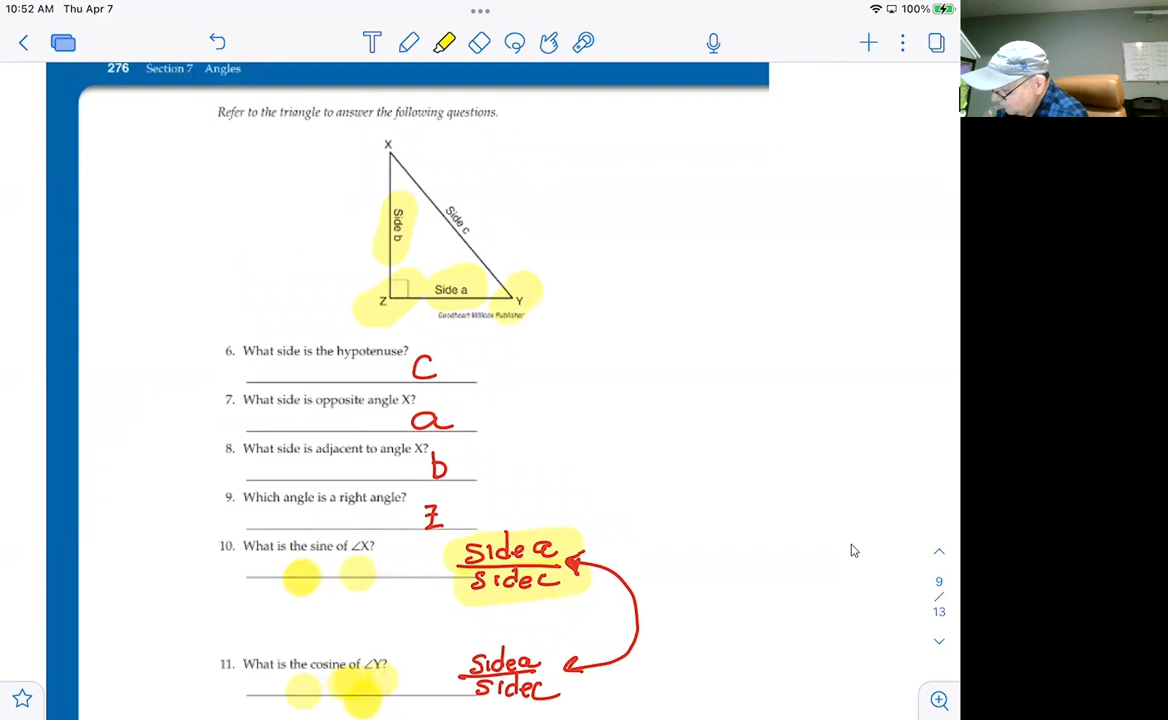 10:52 AM Thu Apr 7
100%
276 Section 7 Angles
Refer to the triangle to answer the following questions.
X
Side b
Side c
Side a
Z
Y
Goodheart-Willcox Publisher
6. What side is the hypotenuse?
C
7. What side is opposite angle X?
a
8. What side is adjacent to angle X?
b
9. Which angle is a right angle?
Z
10. What is the sine of ∠X?
side a
side c
11. What is the cosine of ∠Y?
side a
side c
9
/
13